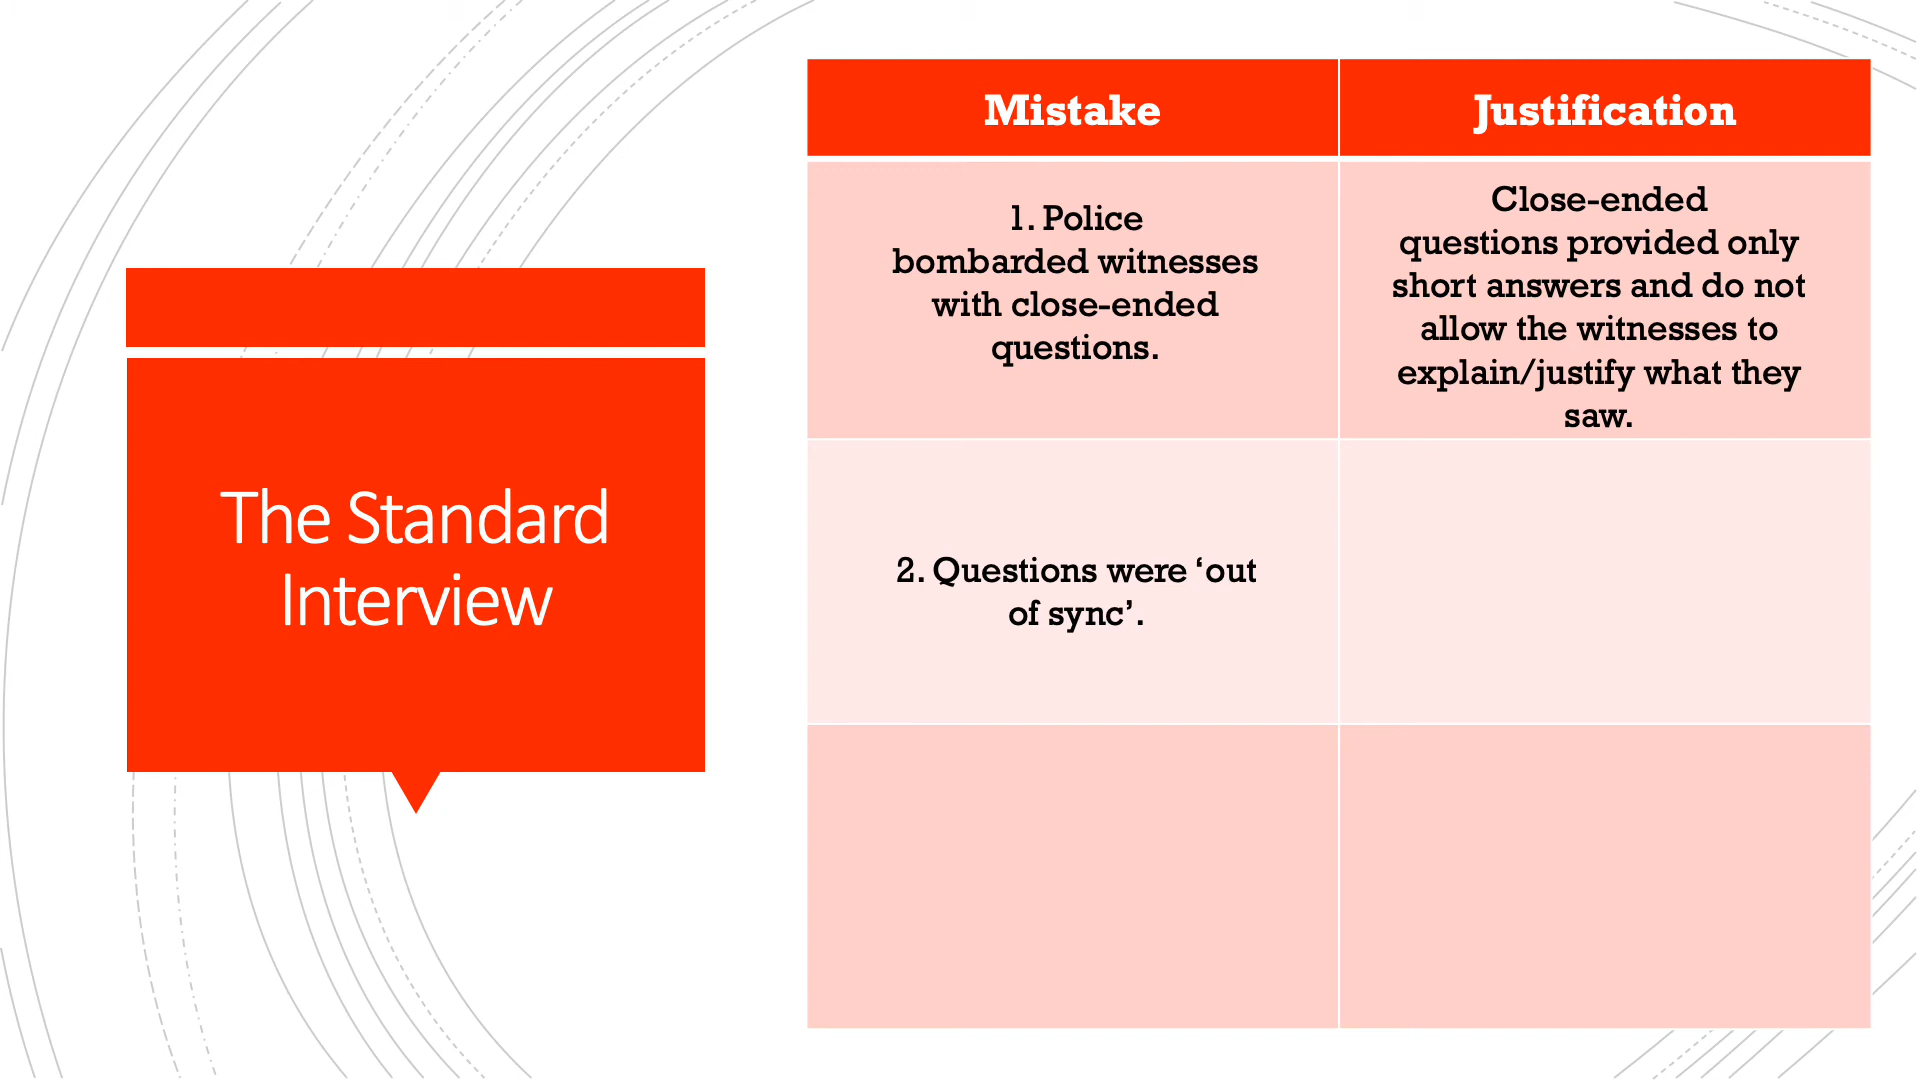 The Standard
Interview
Mistake
Justification
1. Police
bombarded witnesses
with close-ended
questions.
Close-ended
questions provided only
short answers and do not
allow the witnesses to
explain/justify what they
saw.
2. Questions were ‘out
of sync’.